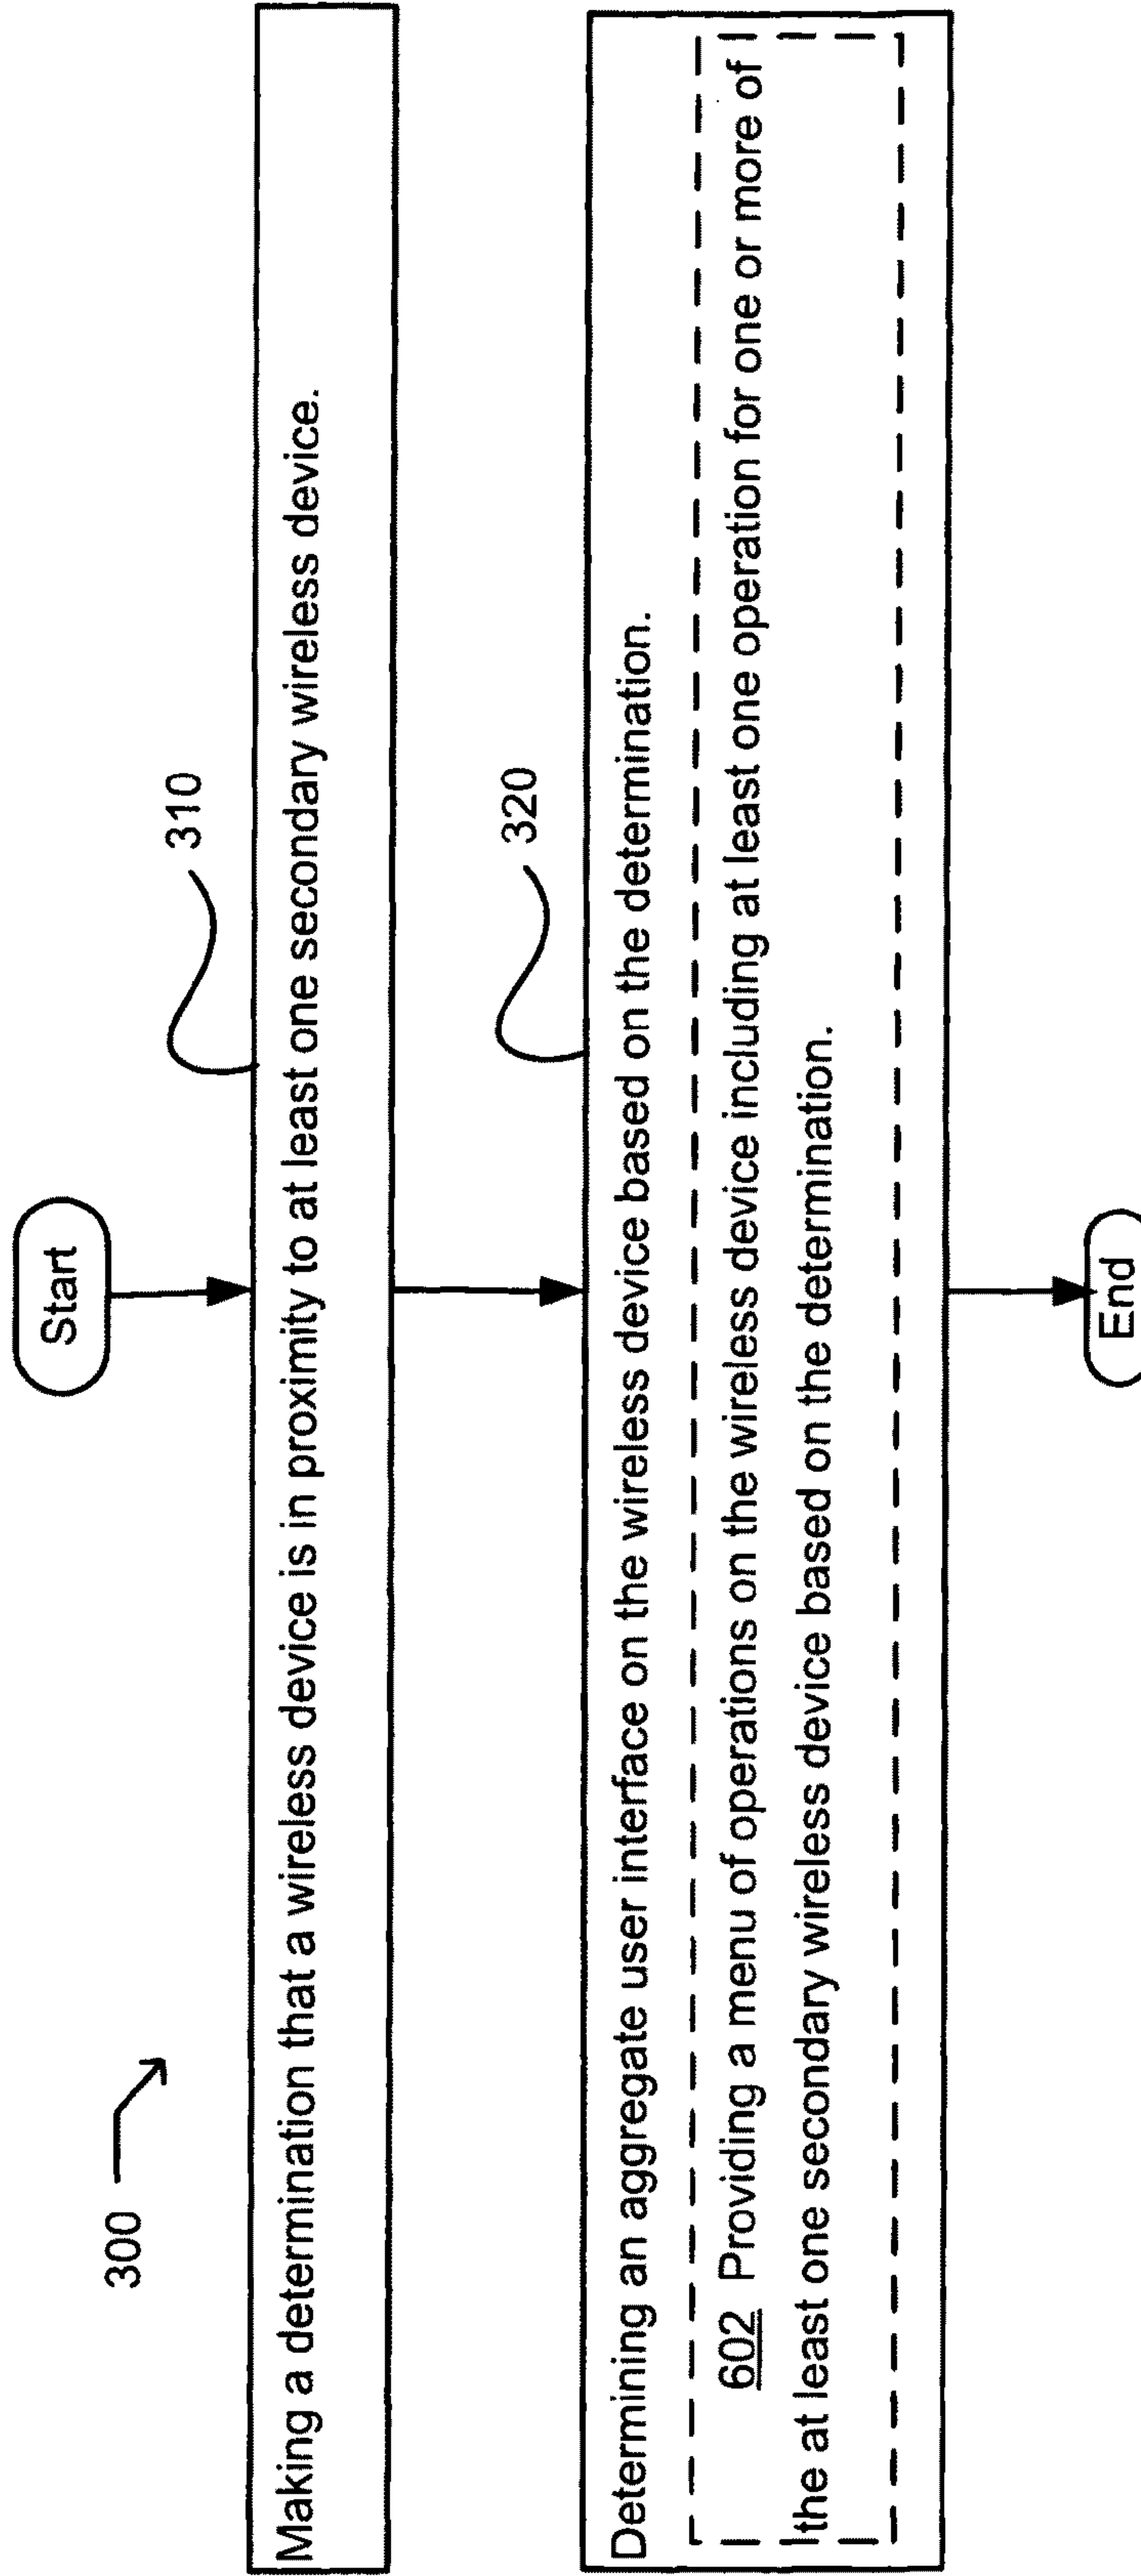 300
Start
310
Making a determination that a wireless device is in proximity to at least one secondary wireless device.
320
Determining an aggregate user interface on the wireless device based on the determination.
602 Providing a menu of operations on the wireless device including at least one operation for one or more of
the at least one secondary wireless device based on the determination.
End